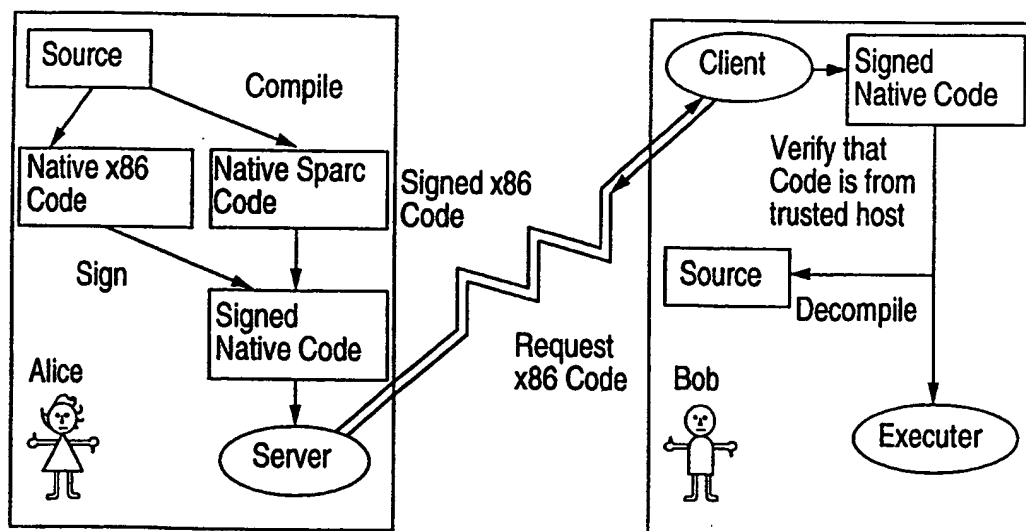 Source
Compile
Native x86
Code
Native Sparc
Code
Sign
Signed
Native Code
Alice
Server
Signed x86
Code
Request
x86 Code
Client
Signed
Native Code
Verify that
Code is from
trusted host
Source
Decompile
Bob
Executer